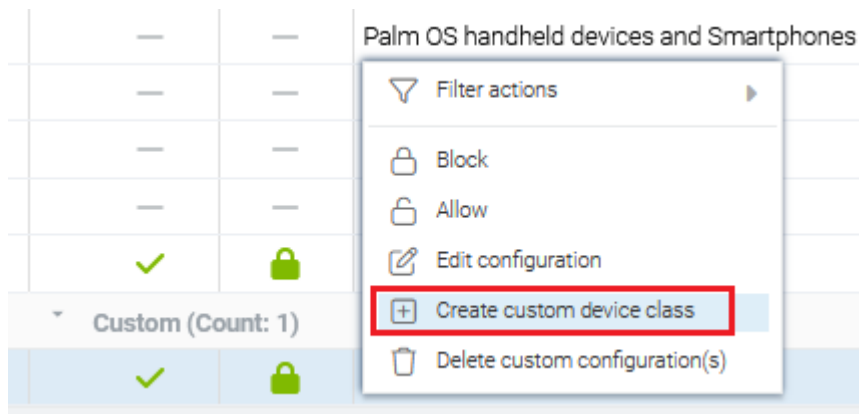 Palm OS handheld devices and Smartphones
Filter actions
Block
Allow
Edit configuration
Custom (Count: 1)
Create custom device class
Delete custom configuration(s)